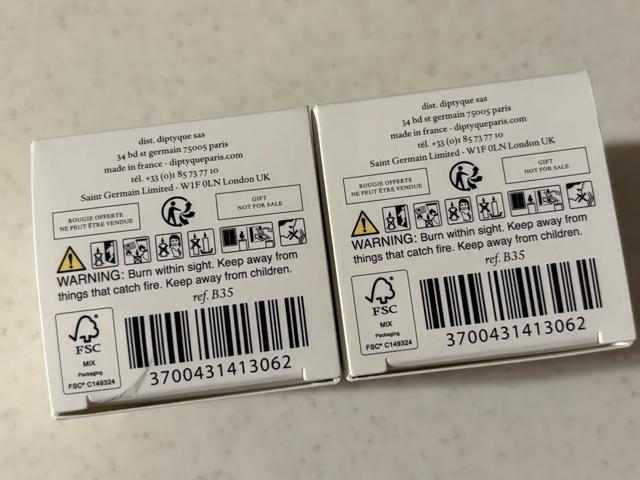 dist. diptyque sas
34 bd st germain 75005 paris
made in france - diptyqueparis.com
tél. +33 (0)1 85 73 77 10
Saint Germain Limited - W1F 0LN London UK
BOUGIE OFFERTE
NE PEUT ÊTRE VENDUE
GIFT
NOT FOR SALE
WARNING: Burn within sight. Keep away from
things that catch fire. Keep away from children.
ref. B35
FSC
MIX
Packaging
FSC® C149324
3700431413062
dist. diptyque sas
34 bd st germain 75005 paris
made in france - diptyqueparis.com
tél. +33 (0)1 85 73 77 10
Saint Germain Limited - W1F 0LN London UK
BOUGIE OFFERTE
NE PEUT ÊTRE VENDUE
GIFT
NOT FOR SALE
WARNING: Burn within sight. Keep away from
things that catch fire. Keep away from children.
ref. B35
FSC
MIX
Packaging
FSC® C149324
3700431413062